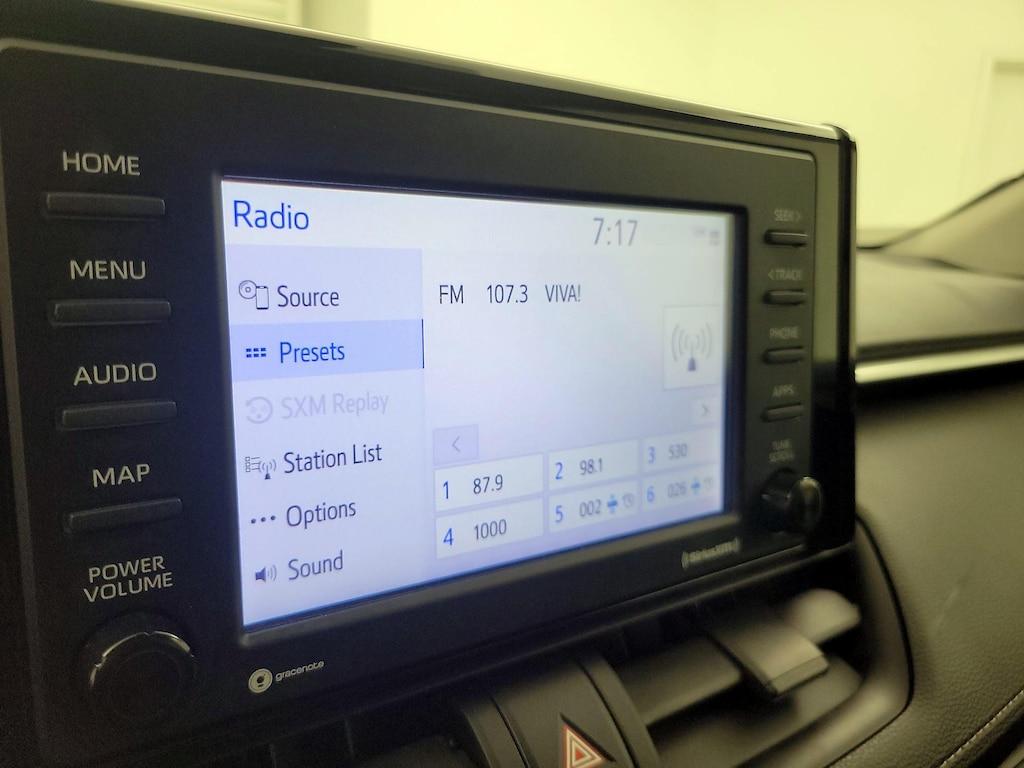 HOME
MENU
AUDIO
MAP
POWER
VOLUME
Radio
7:17
Source
Presets
SXM Replay
Station List
Options
Sound
FM 107.3 VIVA!
<
>
1 87.9
2 98.1
3 530
4 1000
5 002
6 026
SEEK >
< TRACK
PHONE
APPS
TUNE
SCROLL
((SiriusXM))
gracenote